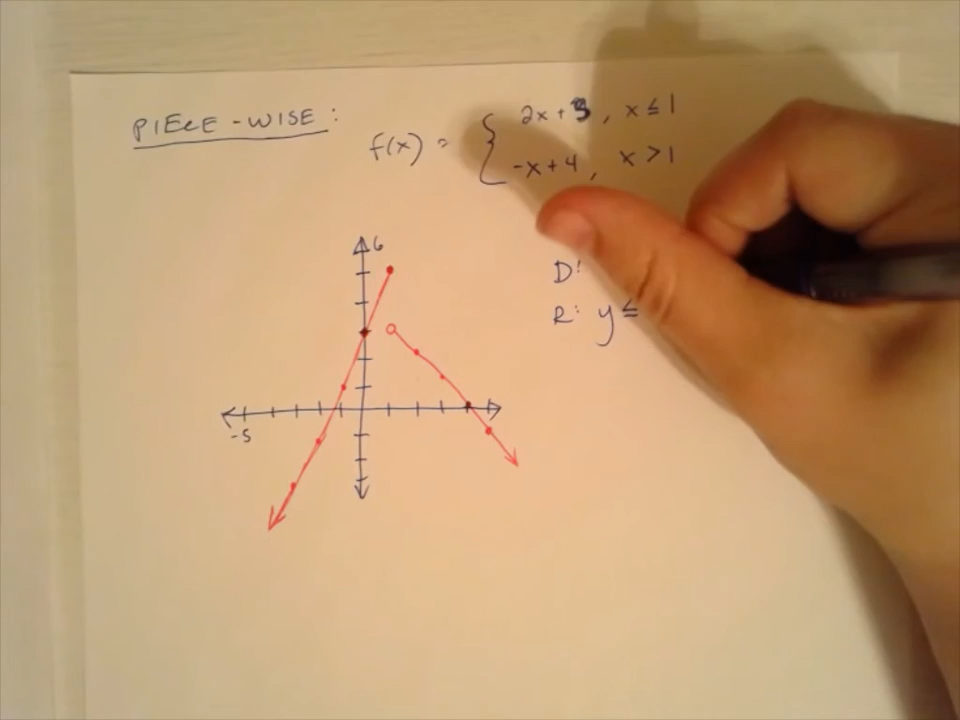 PIECE-WISE:
f(x) = { 2x+3, x≤1
-x+4, x>1
6
D:
R: y≤
-5